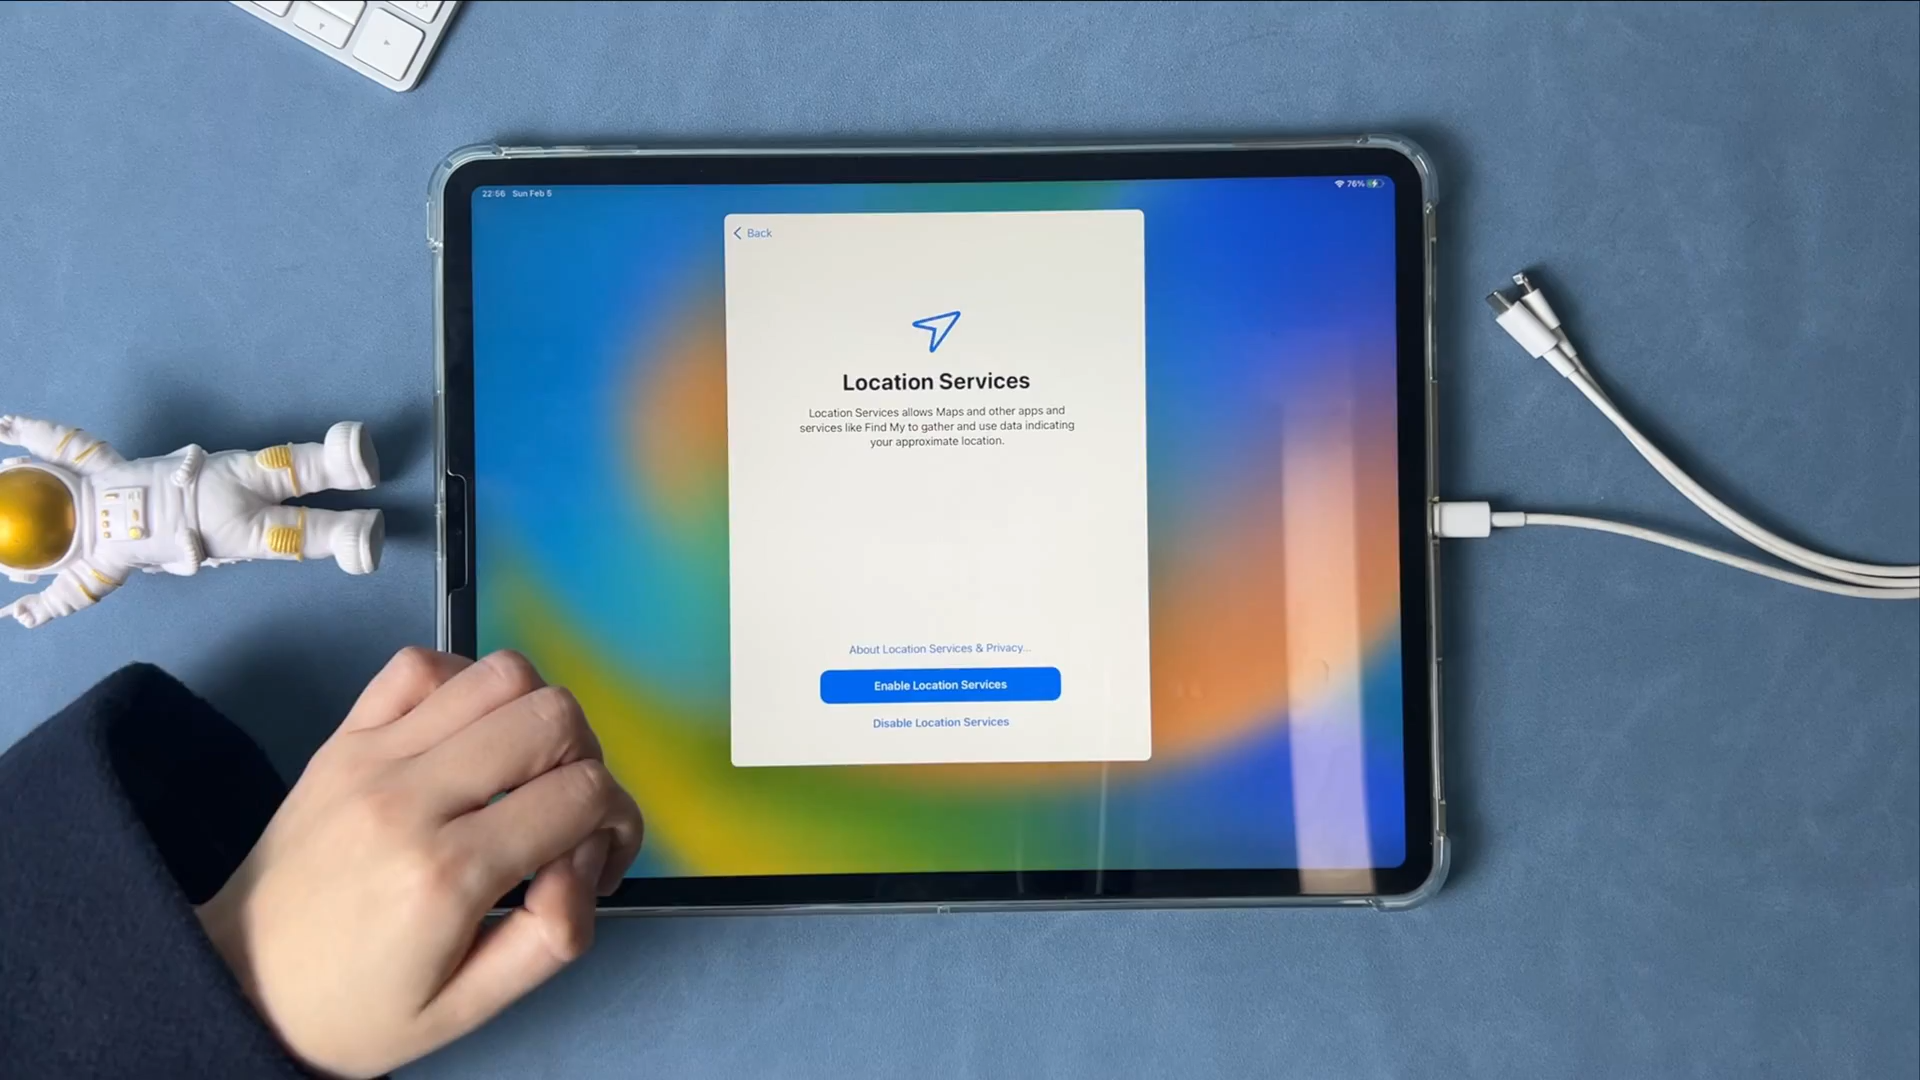 22:56 Sun Feb 5
76%
Back
Location Services
Location Services allows Maps and other apps and
services like Find My to gather and use data indicating
your approximate location.
About Location Services & Privacy...
Enable Location Services
Disable Location Services